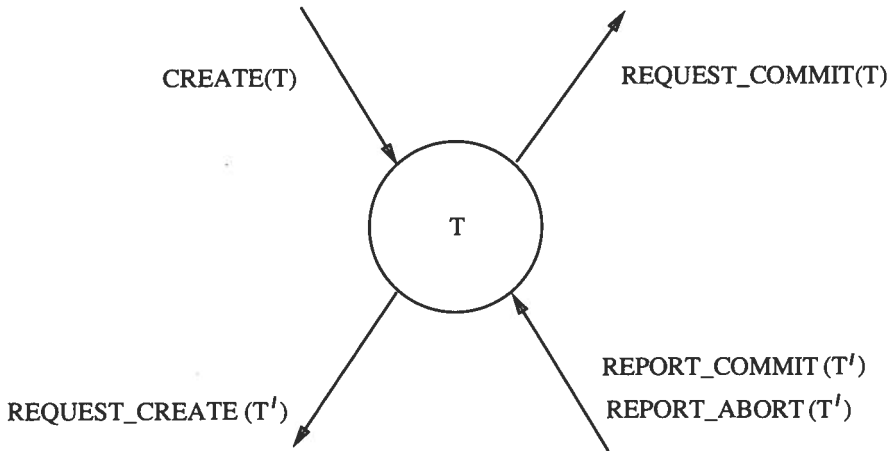 CREATE(T)
REQUEST_COMMIT(T)
T
REPORT_COMMIT (T')
REQUEST_CREATE (T')
REPORT_ABORT (T')